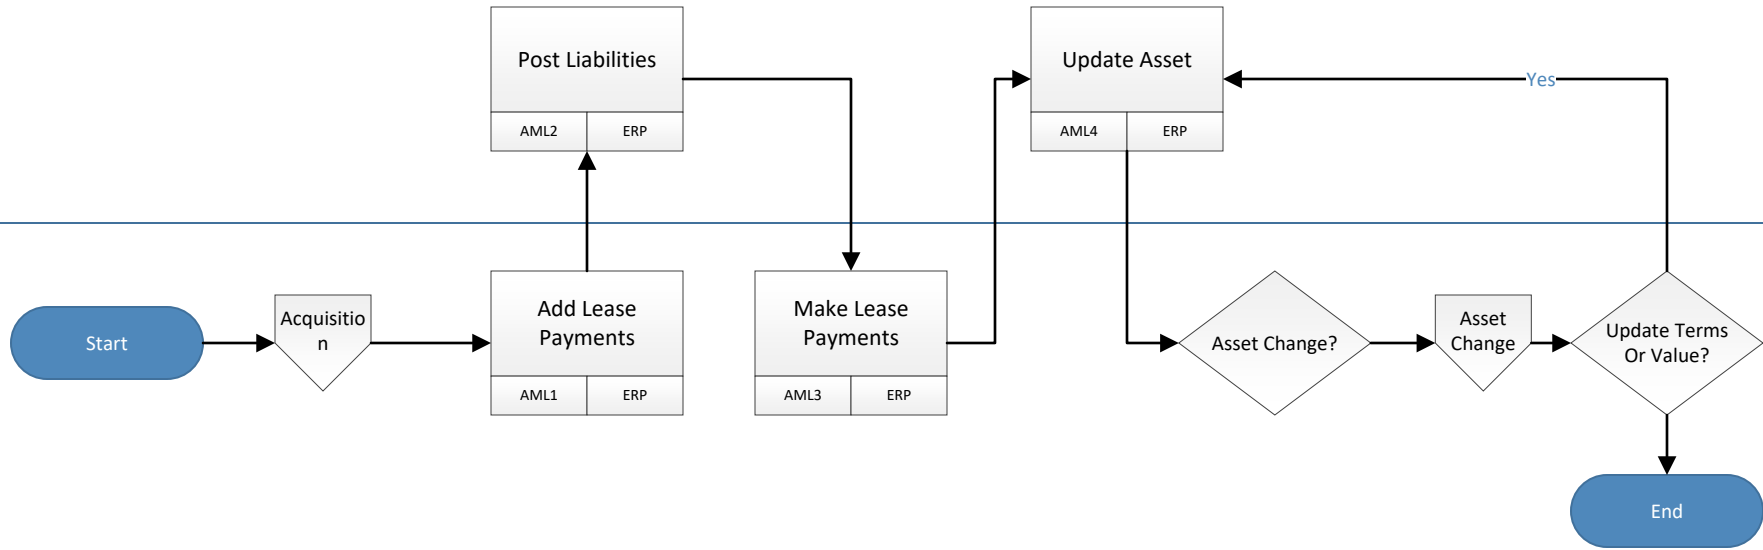 Post Liabilities
AML2
ERP
Update Asset
AML4
ERP
Yes
Start
Acquisitio
n
Add Lease
Payments
AML1
ERP
Make Lease
Payments
AML3
ERP
Asset Change?
Asset
Change
Update Terms
Or Value?
End